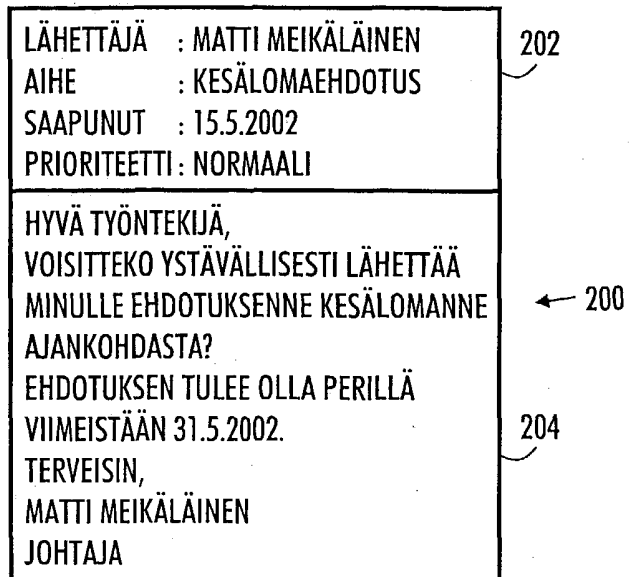 LÄHETTÄJÄ : MATTI MEIKÄLÄINEN 202
AIHE : KESÄLOMAEHDOTUS
SAAPUNUT : 15.5.2002
PRIORITEETTI : NORMAALI
HYVÄ TYÖNTEKIJÄ,
VOISITTEKO YSTÄVÄLLISESTI LÄHETTÄÄ
MINULLE EHDOTUKSENNE KESÄLOMANNE 200
AJANKOHDASTA?
EHDOTUKSEN TULEE OLLA PERILLÄ
VIIMEISTÄÄN 31.5.2002. 204
TERVEISIN,
MATTI MEIKÄLÄINEN
JOHTAJA